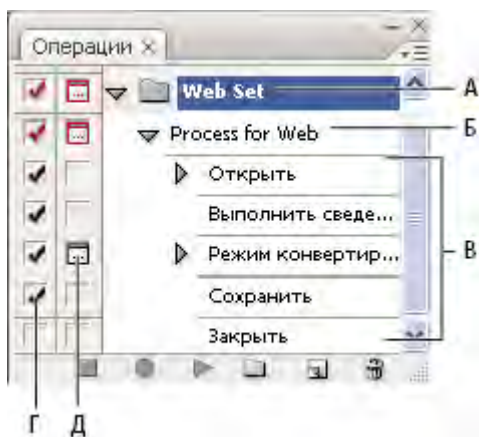 Операции
Web Set
А
Process for Web
Б
Открыть
Выполнить сведе...
Режим конвертир...
В
Сохранить
Закрыть
Г
Д